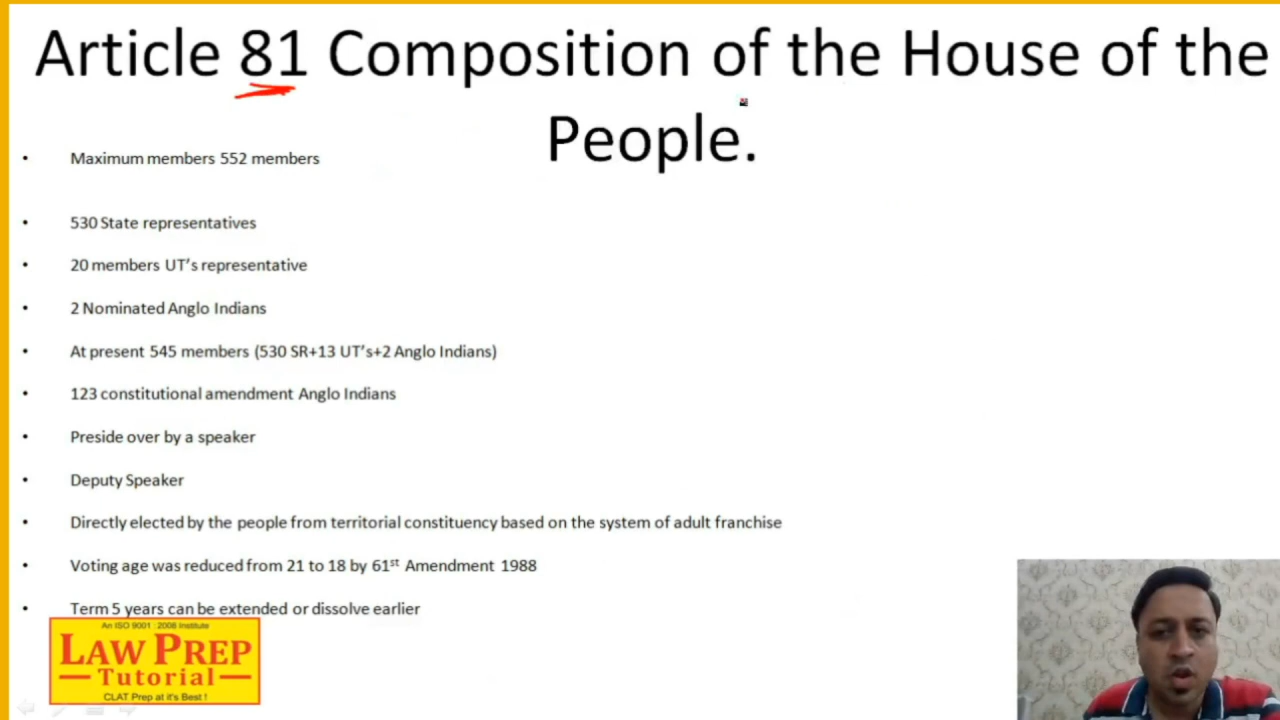 Article 81 Composition of the House of the
People.
• Maximum members 552 members
• 530 State representatives
• 20 members UT’s representative
• 2 Nominated Anglo Indians
• At present 545 members (530 SR+13 UT’s+2 Anglo Indians)
• 123 constitutional amendment Anglo Indians
• Preside over by a speaker
• Deputy Speaker
• Directly elected by the people from territorial constituency based on the system of adult franchise
• Voting age was reduced from 21 to 18 by 61st Amendment 1988
• Term 5 years can be extended or dissolve earlier
An ISO 9001 : 2008 Institute
LAW PREP
Tutorial
CLAT Prep at it's Best !